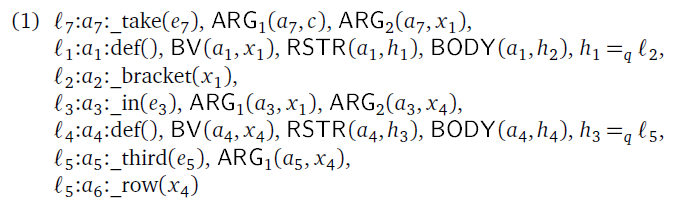 (1) ℓ₇:a₇:_take(e₇), ARG₁(a₇, c), ARG₂(a₇, x₁),
ℓ₁:a₁:def(), BV(a₁, x₁), RSTR(a₁, h₁), BODY(a₁, h₂), h₁ =q ℓ₂,
ℓ₂:a₂:_bracket(x₁),
ℓ₃:a₃:_in(e₃), ARG₁(a₃, x₁), ARG₂(a₃, x₄),
ℓ₄:a₄:def(), BV(a₄, x₄), RSTR(a₄, h₃), BODY(a₄, h₄), h₃ =q ℓ₅,
ℓ₅:a₅:_third(e₅), ARG₁(a₅, x₄),
ℓ₅:a₆:_row(x₄)